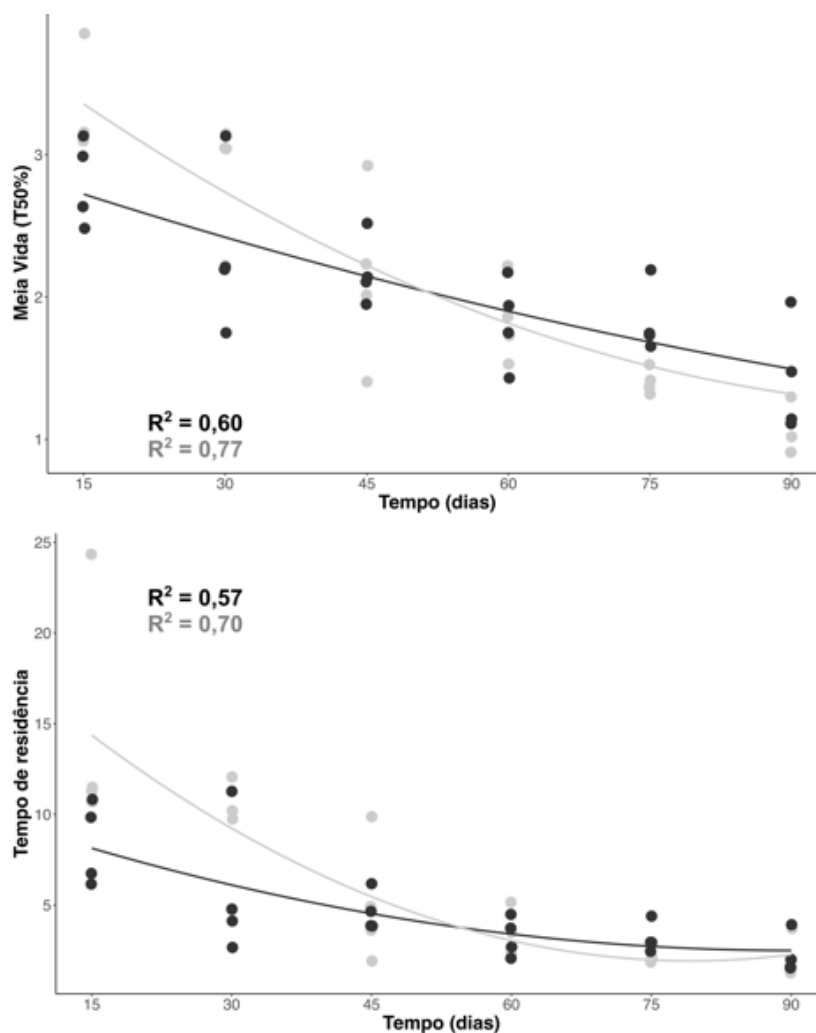 Meia Vida (T50%)
3
2
1
R² = 0,60
R² = 0,77
15 30 45 60 75 90
Tempo (dias)
Tempo de residência
25
20
15
10
5
R² = 0,57
R² = 0,70
15 30 45 60 75 90
Tempo (dias)